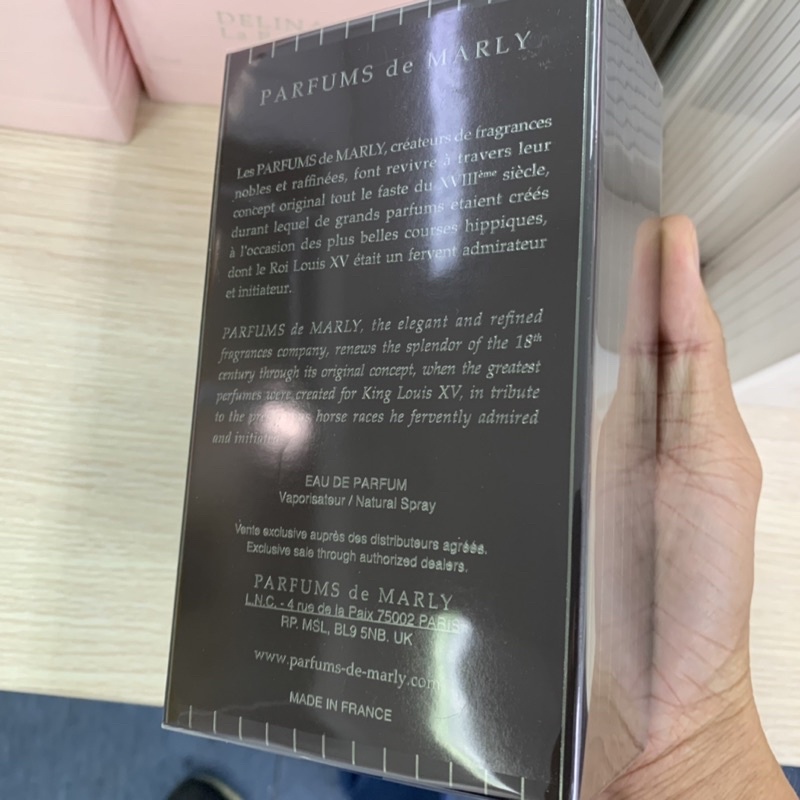 DELINA
La R
PARFUMS de MARLY
Les PARFUMS de MARLY, créateurs de fragrances
nobles et raffinées, font revivre à travers leur
concept original tout le faste du XVIIIème siècle,
durant lequel de grands parfums étaient créés
à l'occasion des plus belles courses hippiques,
dont le Roi Louis XV était un fervent admirateur
et initiateur.
PARFUMS de MARLY, the elegant and refined
fragrances company, renews the splendor of the 18th
century through its original concept, when the greatest
perfumes were created for King Louis XV, in tribute
to the horse races he fervently admired
and initiated
EAU DE PARFUM
Vaporisateur / Natural Spray
Vente exclusive auprès des distributeurs agréés.
Exclusive sale through authorized dealers.
PARFUMS de MARLY
L.N.C. - 4 rue de la Paix 75002 PARIS
RP. MSL, BL9 5NB. UK
www.parfums-de-marly.com
MADE IN FRANCE